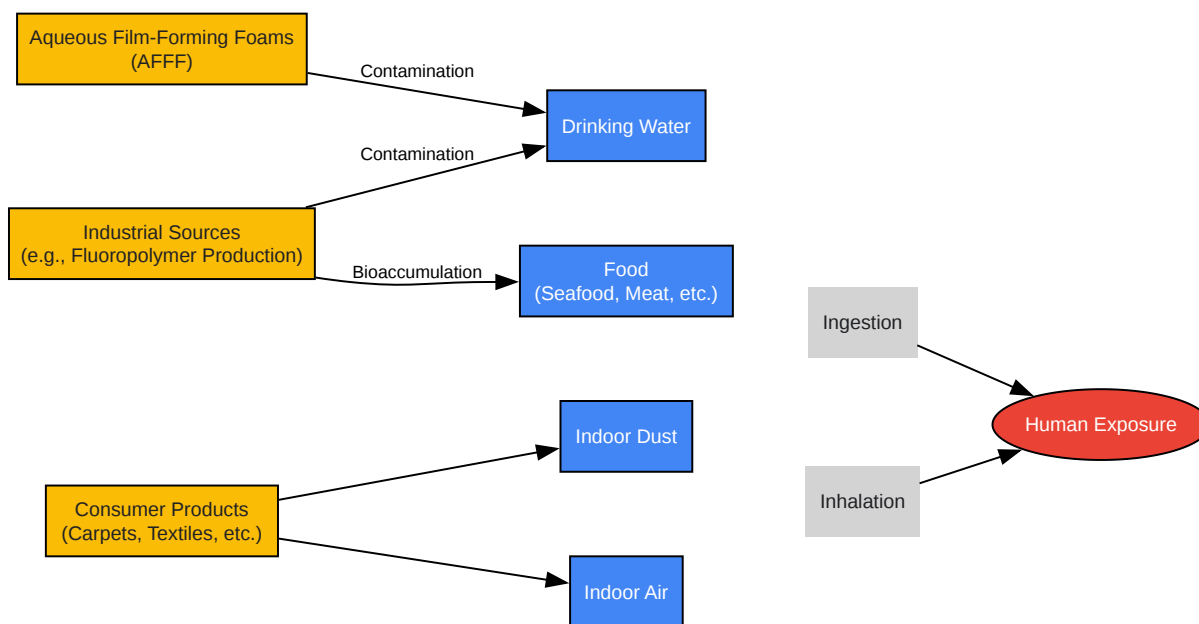 Aqueous Film-Forming Foams
(AFFF)
Contamination
Drinking Water
Contamination
Industrial Sources
(e.g., Fluoropolymer Production)
Bioaccumulation
Food
(Seafood, Meat, etc.)
Ingestion
Human Exposure
Indoor Dust
Inhalation
Consumer Products
(Carpets, Textiles, etc.)
Indoor Air